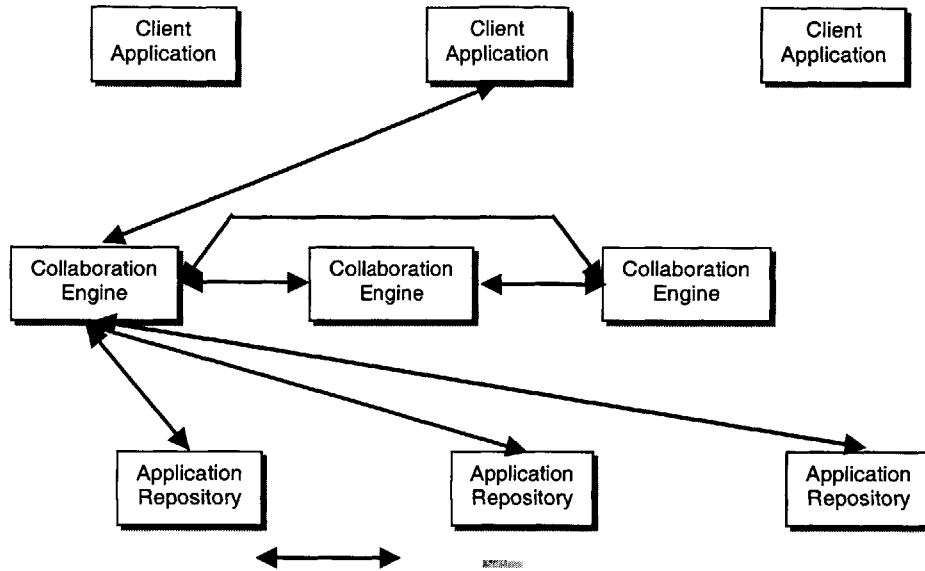 Client
Application
Client
Application
Client
Application
Collaboration
Engine
Collaboration
Engine
Collaboration
Engine
Application
Repository
Application
Repository
Application
Repository